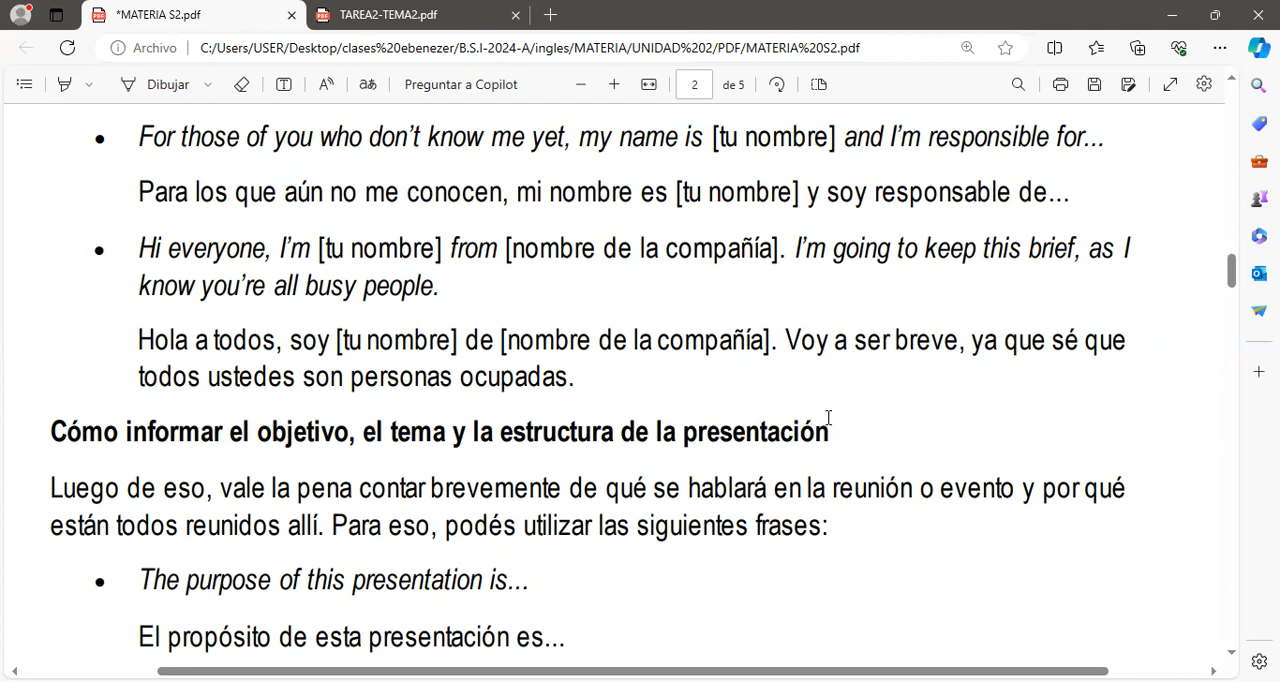 *MATERIA S2.pdf
TAREA2-TEMA2.pdf
Archivo
C:/Users/USER/Desktop/clases%20ebenezer/B.S.I-2024-A/ingles/MATERIA/UNIDAD%202/PDF/MATERIA%20S2.pdf
Dibujar
aあ
Preguntar a Copilot
2
de 5
• For those of you who don't know me yet, my name is [tu nombre] and I'm responsible for...
Para los que aún no me conocen, mi nombre es [tu nombre] y soy responsable de...
• Hi everyone, I'm [tu nombre] from [nombre de la compañía]. I'm going to keep this brief, as I
know you're all busy people.
Hola a todos, soy [tu nombre] de [nombre de la compañía]. Voy a ser breve, ya que sé que
todos ustedes son personas ocupadas.
Cómo informar el objetivo, el tema y la estructura de la presentación
Luego de eso, vale la pena contar brevemente de qué se hablará en la reunión o evento y por qué
están todos reunidos allí. Para eso, podés utilizar las siguientes frases:
• The purpose of this presentation is...
El propósito de esta presentación es...